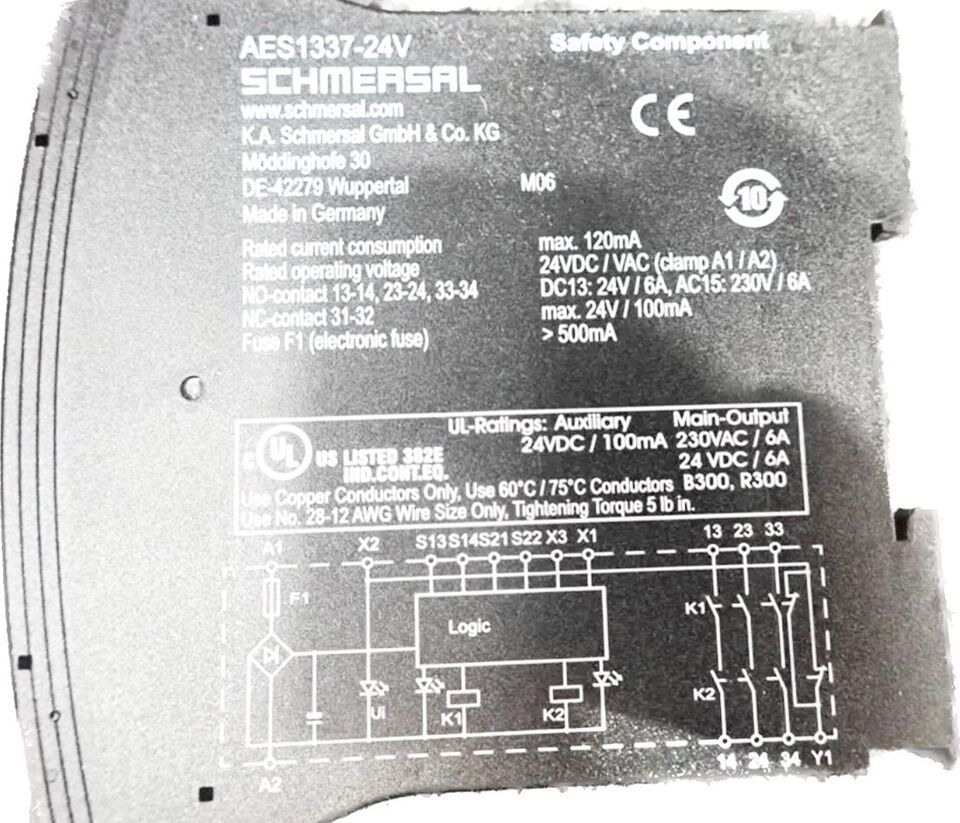 AES1337-24V
Safety Component
SCHMERSAL
www.schmersal.com
K.A. Schmersal GmbH & Co. KG
Möddinghofe 30
DE-42279 Wuppertal
M06
Made in Germany
CE
10
Rated current consumption max. 120mA
Rated operating voltage 24VDC / VAC (clamp A1 / A2)
NO-contact 13-14, 23-24, 33-34 DC13: 24V / 6A, AC15: 230V / 6A
NC-contact 31-32 max. 24V / 100mA
Fuse F1 (electronic fuse) > 500mA
UL-Ratings: Auxiliary Main-Output
24VDC / 100mA 230VAC / 6A
24 VDC / 6A
B300, R300
C UL US LISTED 382E
IND.CONT.EQ.
Use Copper Conductors Only, Use 60°C / 75°C Conductors
Use No. 28-12 AWG Wire Size Only, Tightening Torque 5 lb in.
A1 X2 S13 S14 S21 S22 X3 X1 13 23 33
F1
K1
Logic
K2
Ui K1 K2
A2 14 24 34 Y1